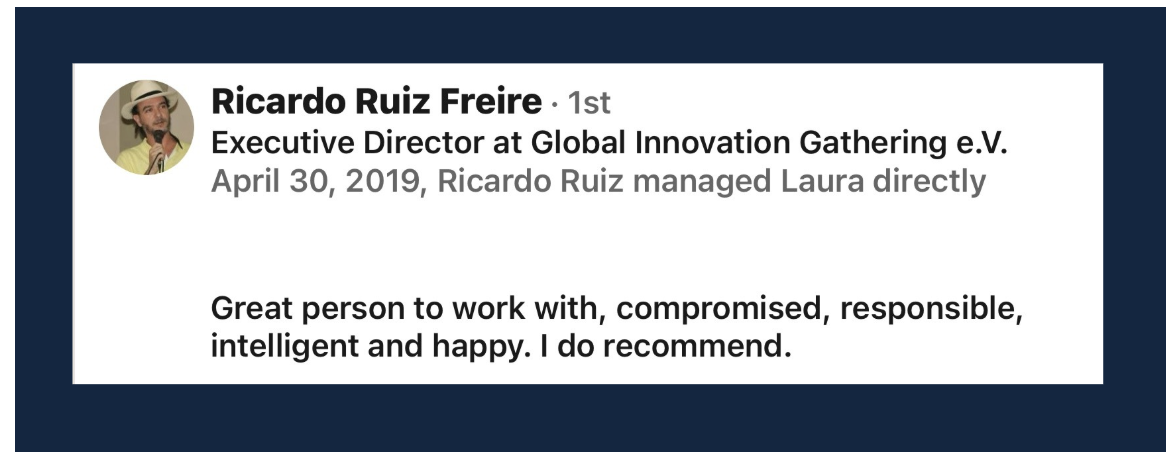 Ricardo Ruiz Freire · 1st
Executive Director at Global Innovation Gathering e.V.
April 30, 2019, Ricardo Ruiz managed Laura directly
Great person to work with, compromised, responsible,
intelligent and happy. I do recommend.